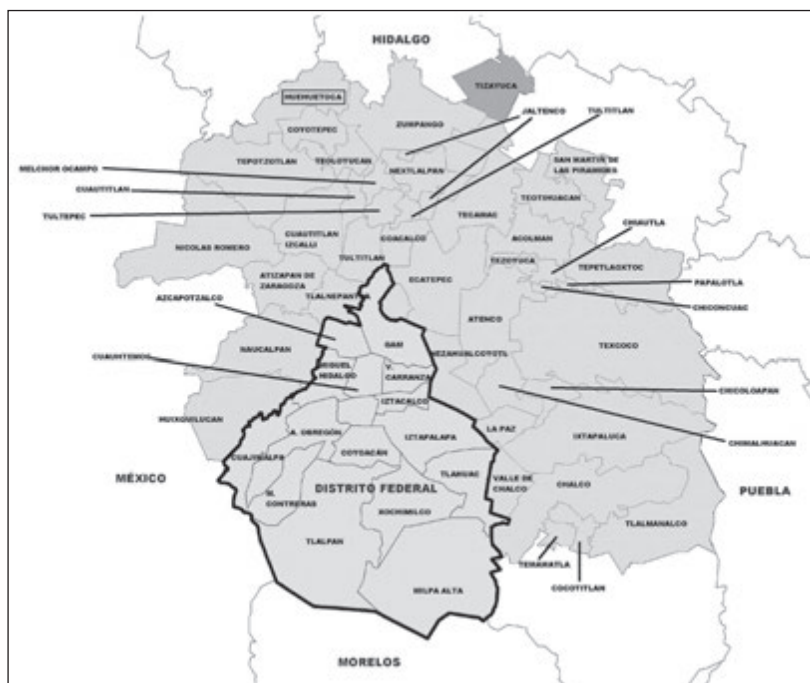 HIDALGO
TIZAYUCA
HUEHUETOCA
JALTENCO
TULTITLAN
COYOTEPEC
ZUMPANGO
TEPOTZOTLAN
TEOLOYUCAN
SAN MARTIN DE
LAS PIRAMIDES
MELCHOR OCAMPO
NEXTLALPAN
CUAUTITLAN
TEOTIHUACAN
TULTEPEC
TECAMAC
CHIAUTLA
CUAUTITLAN
IZCALLI
COACALCO
ACOLMAN
NICOLAS ROMERO
TULTITLAN
TEZOYUCA
TEPETLAOXTOC
ATIZAPAN DE
ZARAGOZA
ECATEPEC
PAPALOTLA
AZCAPOTZALCO
TLALNEPANTLA
CHICONCUAC
ATENCO
GAM
TEXCOCO
CUAUHTEMOC
NAUCALPAN
NEZAHUALCOYOTL
MIGUEL
HIDALGO
V.
CARRANZA
CHICOLOAPAN
IZTACALCO
HUIXQUILUCAN
LA PAZ
CHIMALHUACAN
A. OBREGÓN
IZTAPALAPA
IXTAPALUCA
COYOACÁN
CUAJIMALPA
TLAHUAC
VALLE DE
CHALCO
CHALCO
MÉXICO
DISTRITO FEDERAL
PUEBLA
M.
CONTRERAS
XOCHIMILCO
TLALMANALCO
TLALPAN
TEMAMATLA
COCOTITLAN
MILPA ALTA
MORELOS